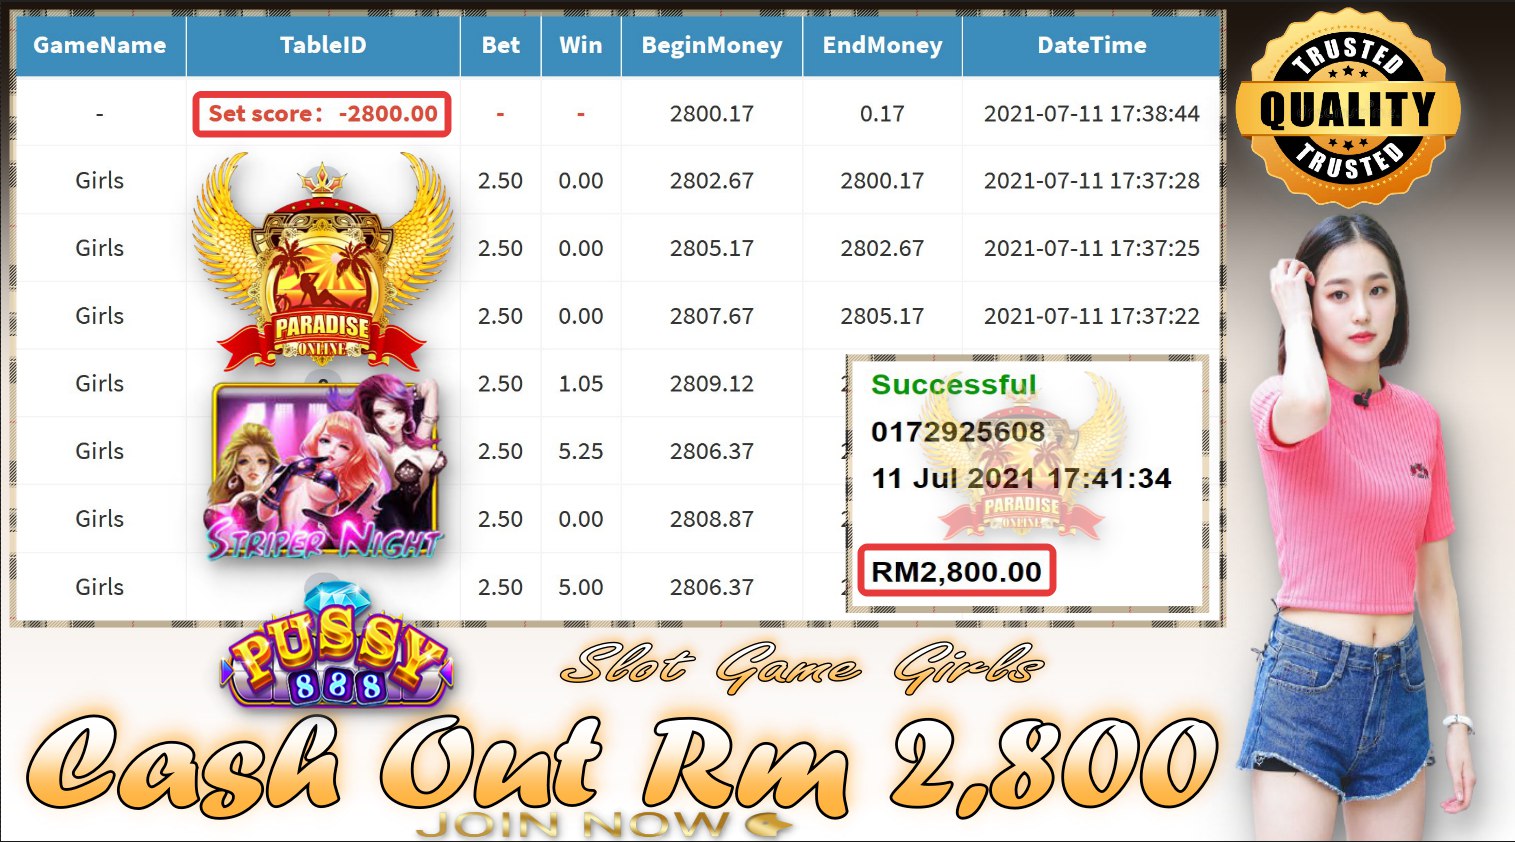 GameName TableID Bet Win BeginMoney EndMoney DateTime
- Set score: -2800.00 - - 2800.17 0.17 2021-07-11 17:38:44
Girls 2.50 0.00 2802.67 2800.17 2021-07-11 17:37:28
Girls 2.50 0.00 2805.17 2802.67 2021-07-11 17:37:25
Girls 2.50 0.00 2807.67 2805.17 2021-07-11 17:37:22
Girls 2.50 1.05 2809.12
Girls 2.50 5.25 2806.37
Girls 2.50 0.00 2808.87
Girls 2.50 5.00 2806.37
PARADISE
ONLINE
STRIPER NIGHT
PUSSY
888
Successful
0172925608
11 Jul 2021 17:41:34
PARADISE
ONLINE
RM2,800.00
TRUSTED
QUALITY
TRUSTED
Slot Game Girls
Cash Out Rm 2,800
JOIN NOW